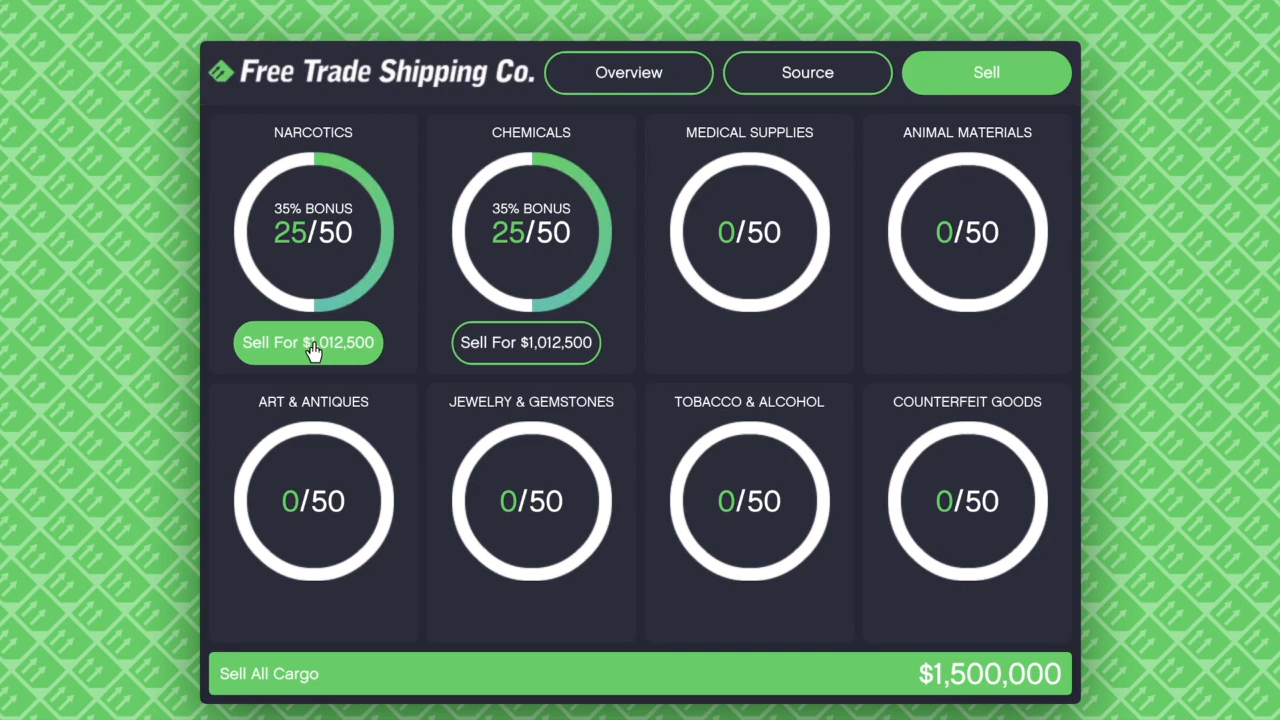 Free Trade Shipping Co.
Overview
Source
Sell
NARCOTICS
35% BONUS
25/50
Sell For $1,012,500
CHEMICALS
35% BONUS
25/50
Sell For $1,012,500
MEDICAL SUPPLIES
0/50
ANIMAL MATERIALS
0/50
ART & ANTIQUES
0/50
JEWELRY & GEMSTONES
0/50
TOBACCO & ALCOHOL
0/50
COUNTERFEIT GOODS
0/50
Sell All Cargo
$1,500,000